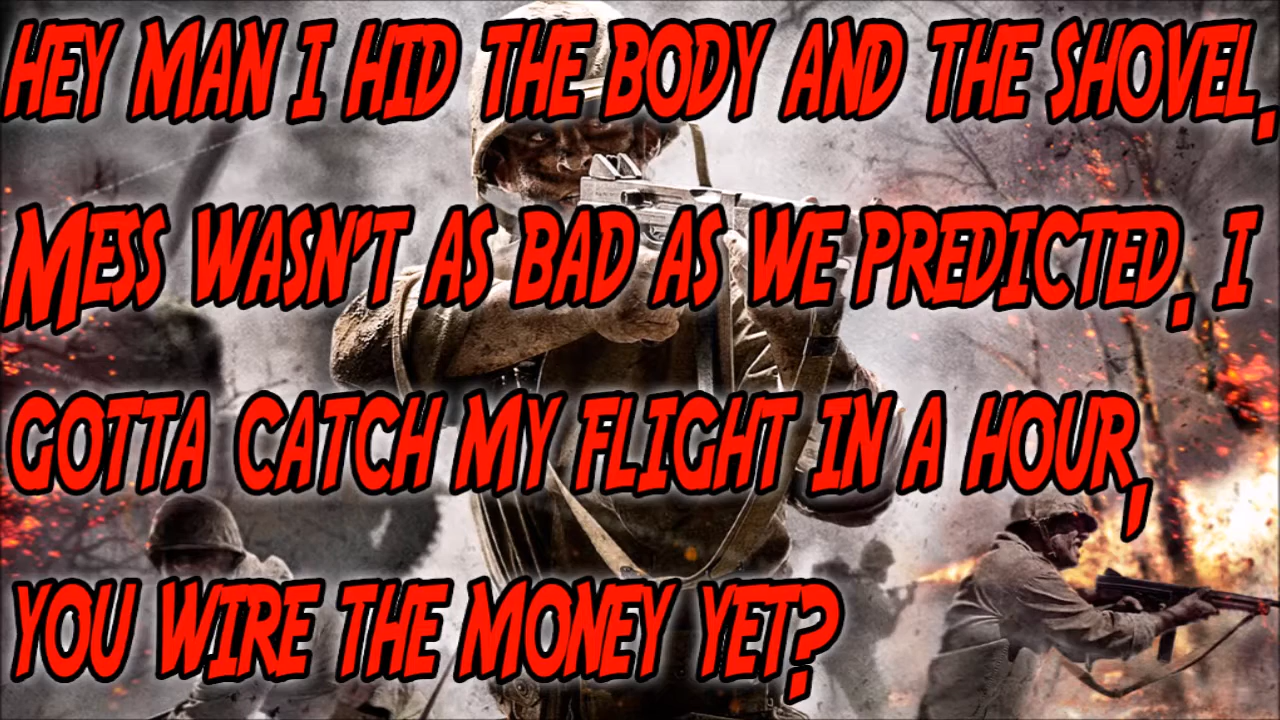 HEY MAN I HID THE BODY AND THE SHOVEL.
MESS WASN'T AS BAD AS WE PREDICTED. I
GOTTA CATCH MY FLIGHT IN A HOUR,
YOU WIRE THE MONEY YET?